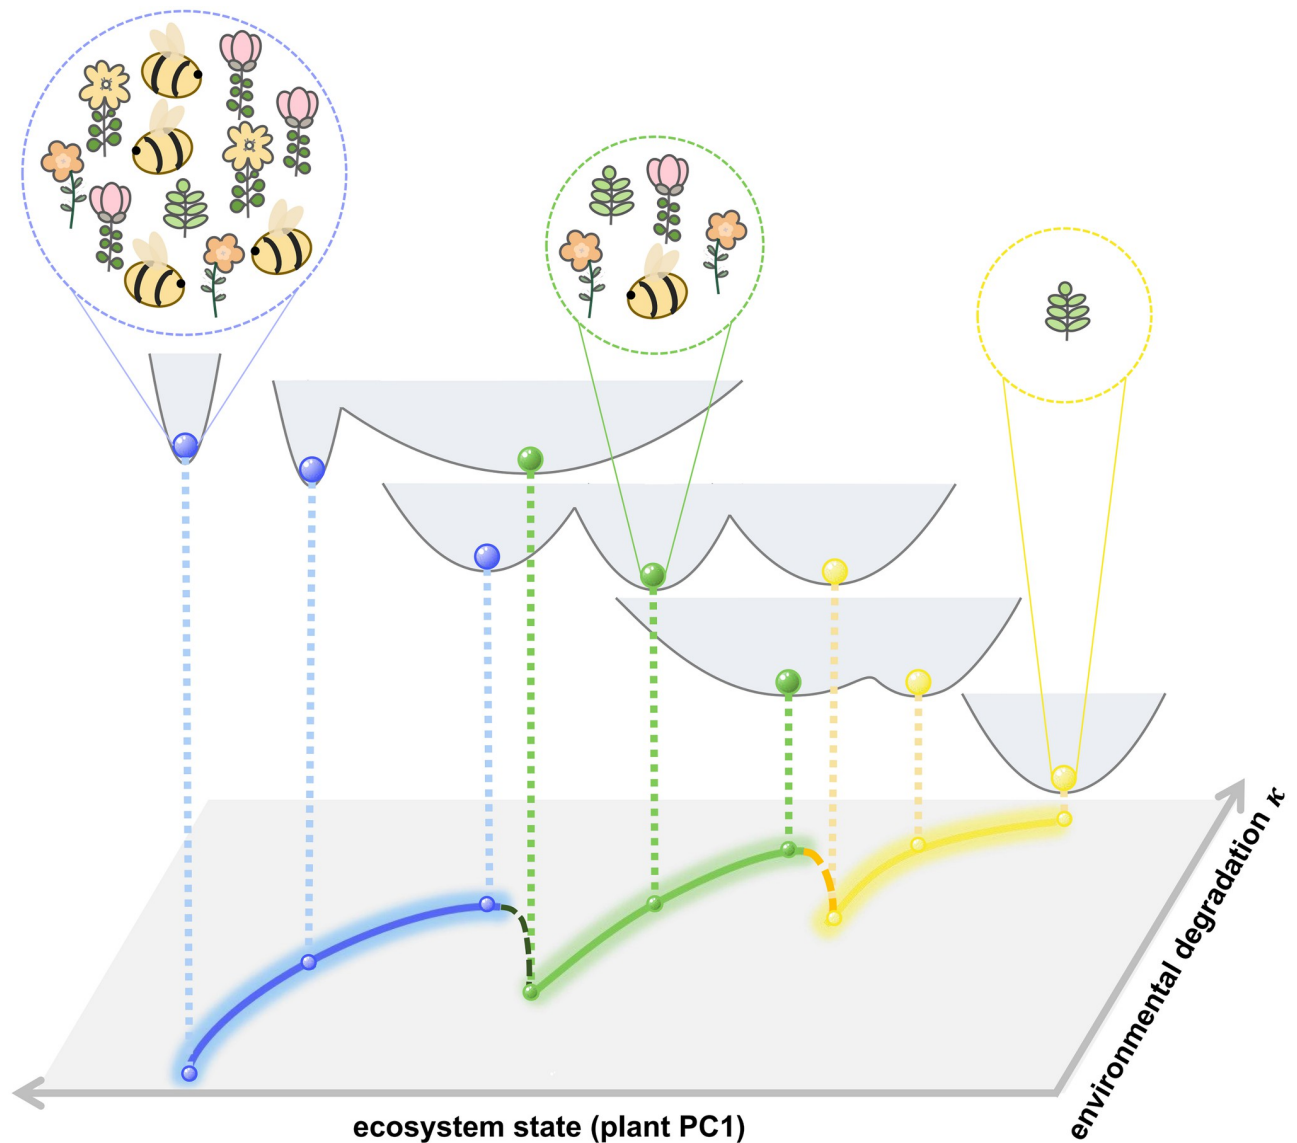 environmental degradation κ
ecosystem state (plant PC1)